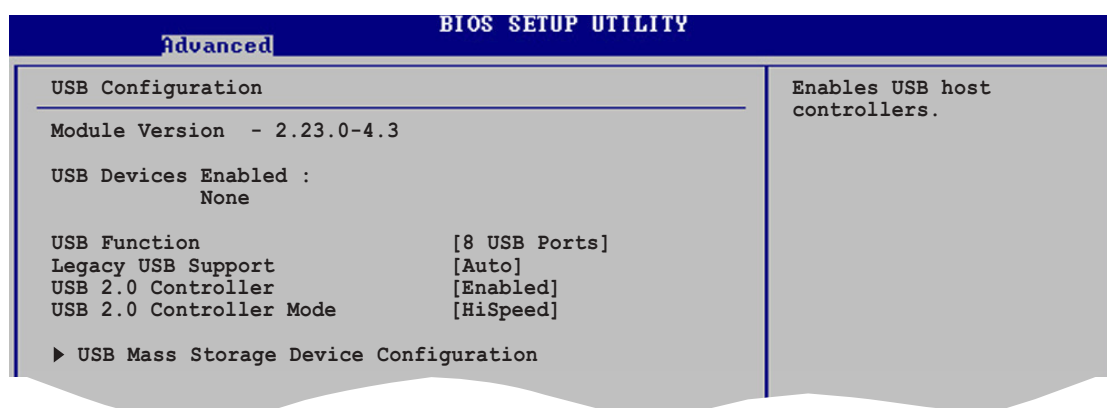 BIOS SETUP UTILITY
Advanced
USB Configuration
Module Version - 2.23.0-4.3
USB Devices Enabled :
None
USB Function [8 USB Ports]
Legacy USB Support [Auto]
USB 2.0 Controller [Enabled]
USB 2.0 Controller Mode [HiSpeed]
USB Mass Storage Device Configuration
Enables USB host
controllers.